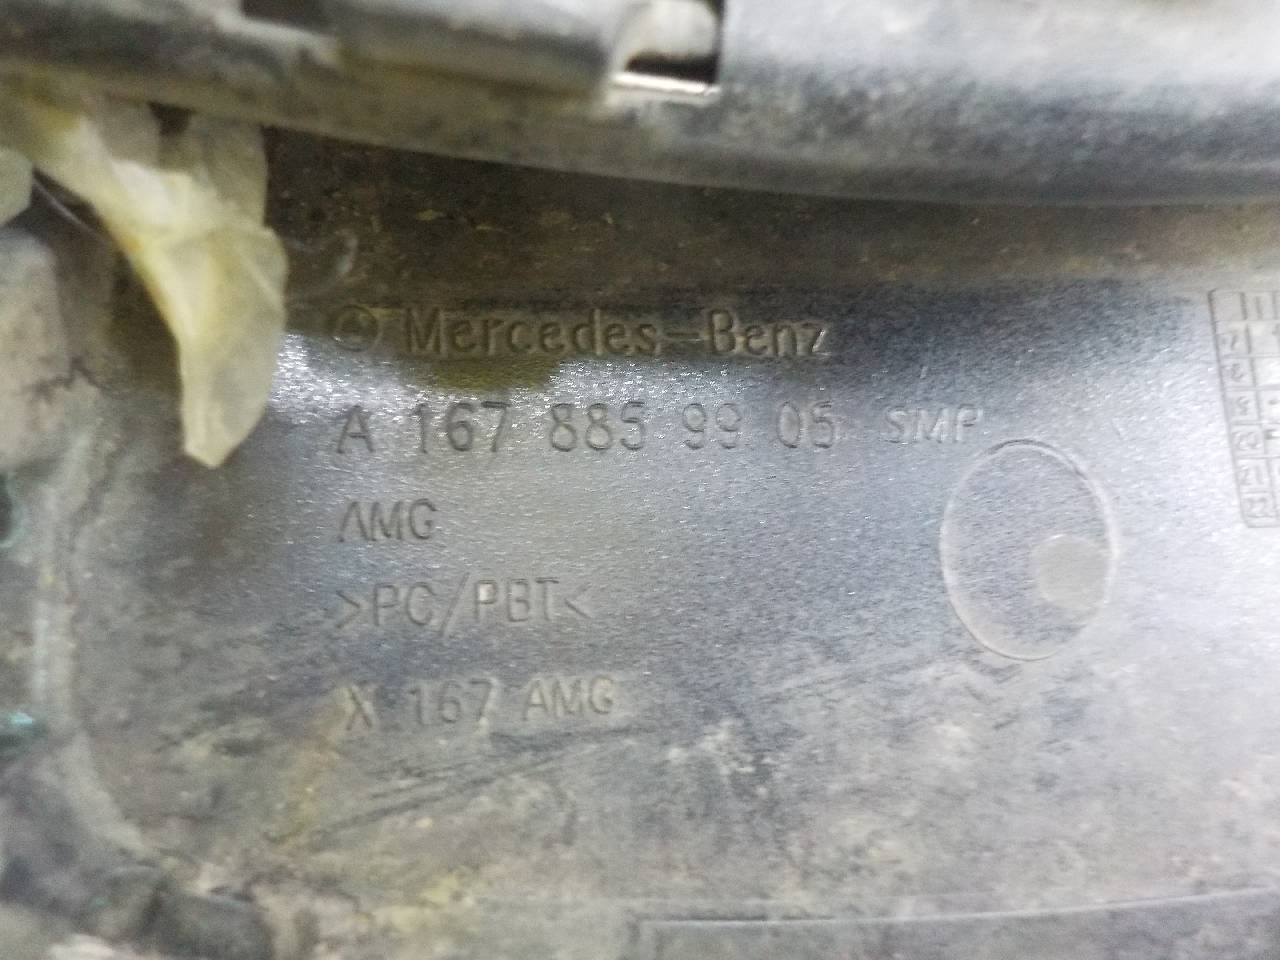 © Mercedes-Benz
A 167 885 99 05 SMP
AMG
>PC/PBT<
X 167 AMG